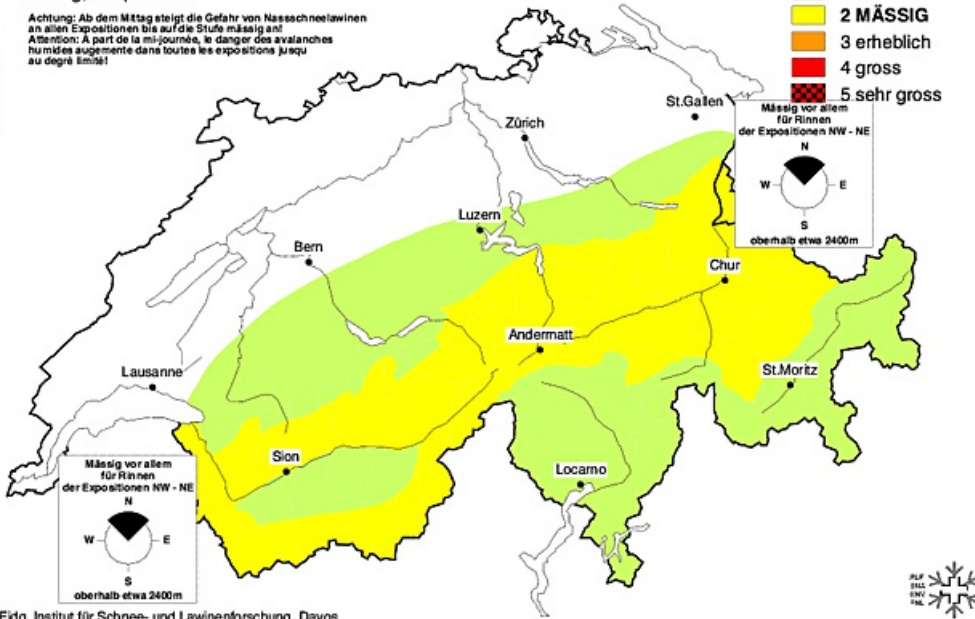 Achtung: Ab dem Mittag steigt die Gefahr von Nassschneelawinen
an allen Expositionen bis auf die Stufe mässig an!
Attention: À part de la mi-journée, le danger des avalanches
humides augmente dans toutes les expositions jusqu
au degré limité!
2 MÄSSIG
3 erheblich
4 gross
5 sehr gross
Mässig vor allem
für Rinnen
der Expositionen NW - NE
N
W
E
S
oberhalb etwa 2400m
St.Gallen
Zürich
Luzern
Bern
Chur
Andermatt
Lausanne
St.Moritz
Sion
Locarno
Mässig vor allem
für Rinnen
der Expositionen NW - NE
N
W
E
S
oberhalb etwa 2400m
Eidg. Institut für Schnee- und Lawinenforschung, Davos